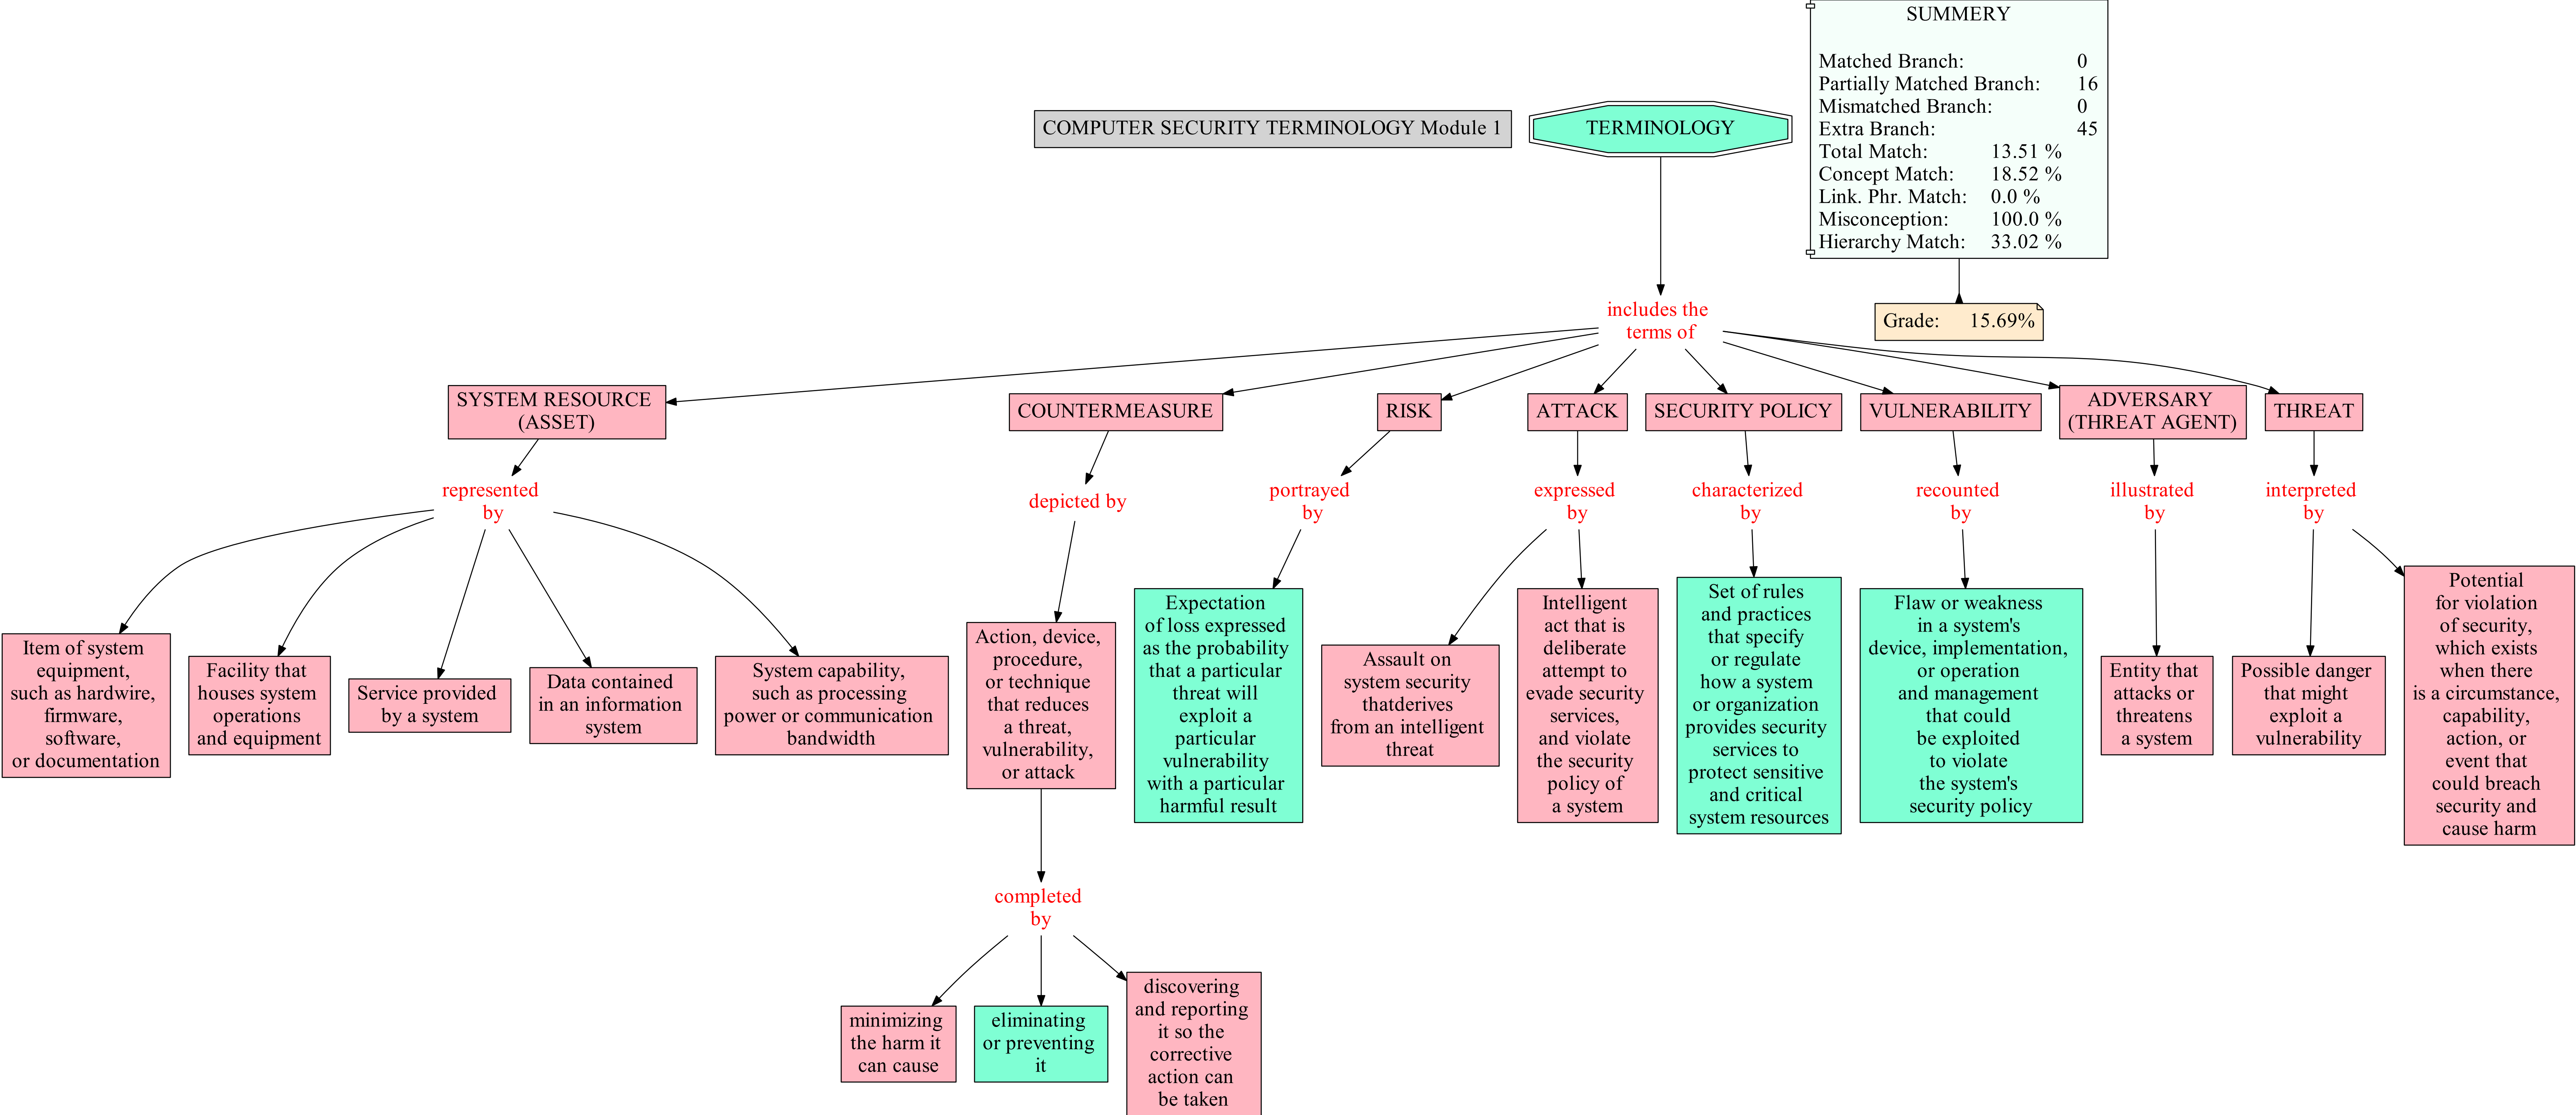 SUMMERY
Matched Branch: 0
Partially Matched Branch: 16
Mismatched Branch: 0
Extra Branch: 45
Total Match: 13.51 %
Concept Match: 18.52 %
Link. Phr. Match: 0.0 %
Misconception: 100.0 %
Hierarchy Match: 33.02 %
COMPUTER SECURITY TERMINOLOGY Module 1
TERMINOLOGY
Grade: 15.69%
includes the
terms of
SYSTEM RESOURCE
(ASSET)
COUNTERMEASURE
RISK
ATTACK
SECURITY POLICY
VULNERABILITY
ADVERSARY
(THREAT AGENT)
THREAT
represented
by
depicted by
portrayed
by
expressed
by
characterized
by
recounted
by
illustrated
by
interpreted
by
Item of system
equipment,
such as hardwire,
firmware,
software,
or documentation
Facility that
houses system
operations
and equipment
Service provided
by a system
Data contained
in an information
system
System capability,
such as processing
power or communication
bandwidth
Action, device,
procedure,
or technique
that reduces
a threat,
vulnerability,
or attack
Expectation
of loss expressed
as the probability
that a particular
threat will
exploit a
particular
vulnerability
with a particular
harmful result
Assault on
system security
thatderives
from an intelligent
threat
Intelligent
act that is
deliberate
attempt to
evade security
services,
and violate
the security
policy of
a system
Set of rules
and practices
that specify
or regulate
how a system
or organization
provides security
services to
protect sensitive
and critical
system resources
Flaw or weakness
in a system's
device, implementation,
or operation
and management
that could
be exploited
to violate
the system's
security policy
Entity that
attacks or
threatens
a system
Possible danger
that might
exploit a
vulnerability
Potential
for violation
of security,
which exists
when there
is a circumstance,
capability,
action, or
event that
could breach
security and
cause harm
completed
by
minimizing
the harm it
can cause
eliminating
or preventing
it
discovering
and reporting
it so the
corrective
action can
be taken